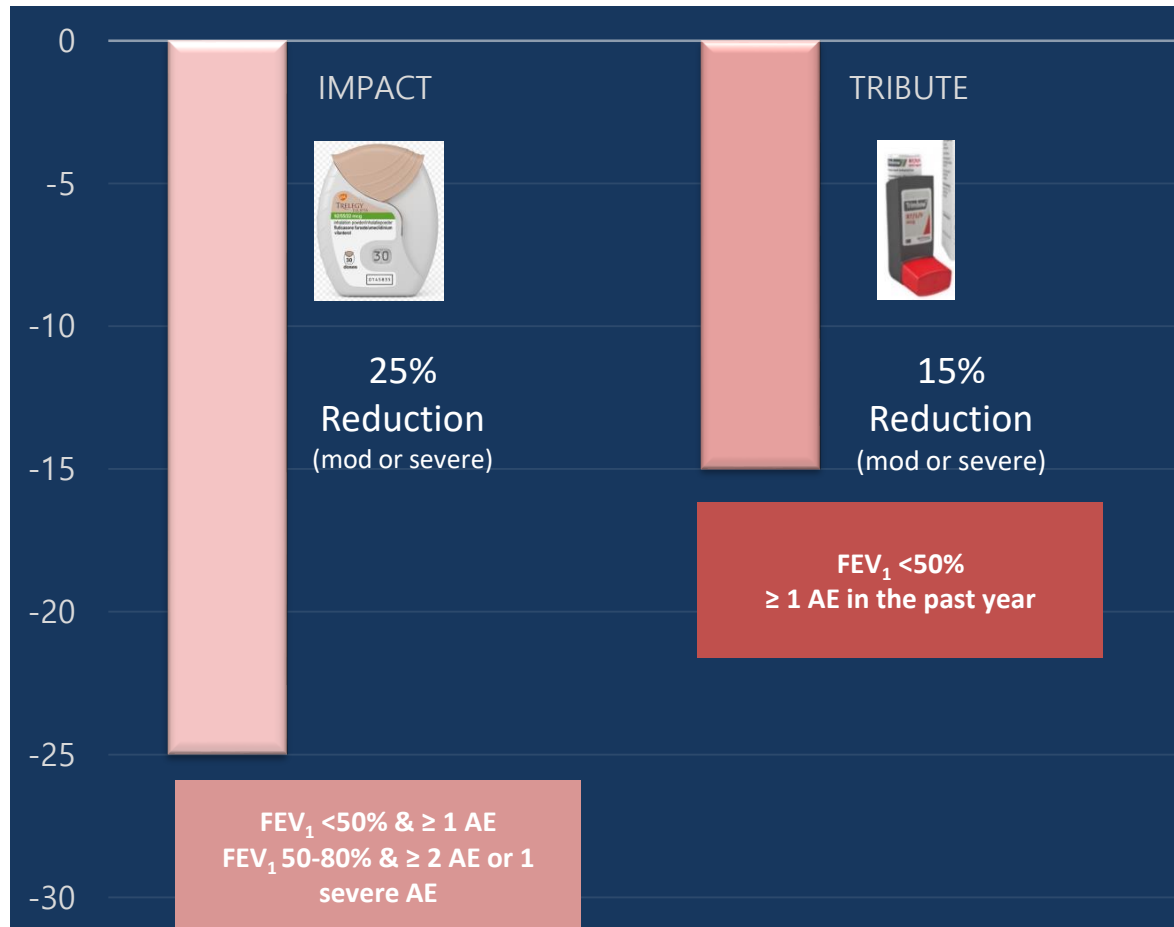 0
-5
-10
-15
-20
-25
-30
IMPACT
TRELEGY
30
25%
Reduction
(mod or severe)
FEV₁ <50% & ≥ 1 AE
FEV₁ 50-80% & ≥ 2 AE or 1
severe AE
TRIBUTE
15%
Reduction
(mod or severe)
FEV₁ <50%
≥ 1 AE in the past year